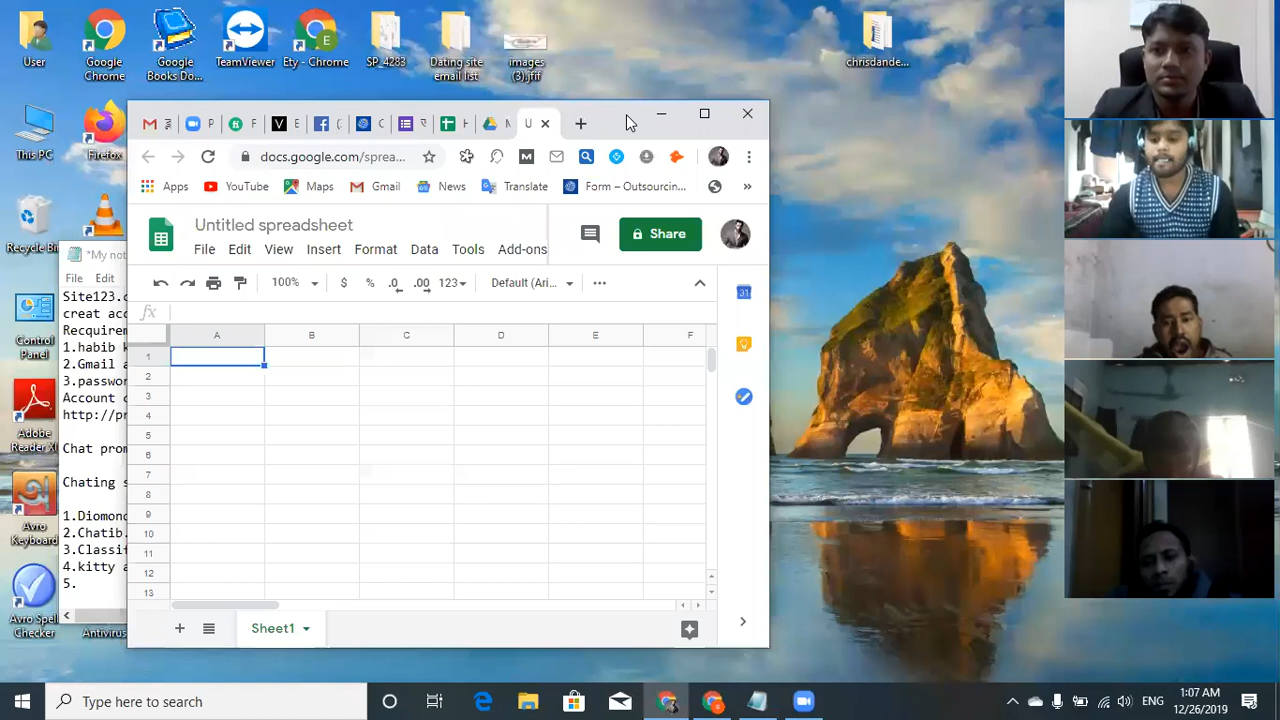 User
Google
Chrome
Google
Books Do...
TeamViewer
Ety - Chrome
SP_4283
Dating site
email list
images
(3).jfif
chrisdande...
This PC
Firefox
Recycle Bin
Control
Panel
Adobe
Reader XI
Avro
Keyboard
Avro Spell
Checker
Antivirus
*My not
File Edit
Site123.c
creat acc
Recquirem
1.habib k
2.Gmail a
3.passwor
Account c
http://pr
Chat prom
Chating s
1.Diomond
2.Chatib.
3.Classif
4.kitty a
5.
U
docs.google.com/sprea...
Apps YouTube Maps Gmail News Translate Form – Outsourcin...
Untitled spreadsheet
Share
File Edit View Insert Format Data Tools Add-ons
100% $ % .0 .00 123 Default (Ari...
fx
A B C D E F
1
2
3
4
5
6
7
8
9
10
11
12
13
Sheet1
31
Type here to search
ENG
1:07 AM
12/26/2019